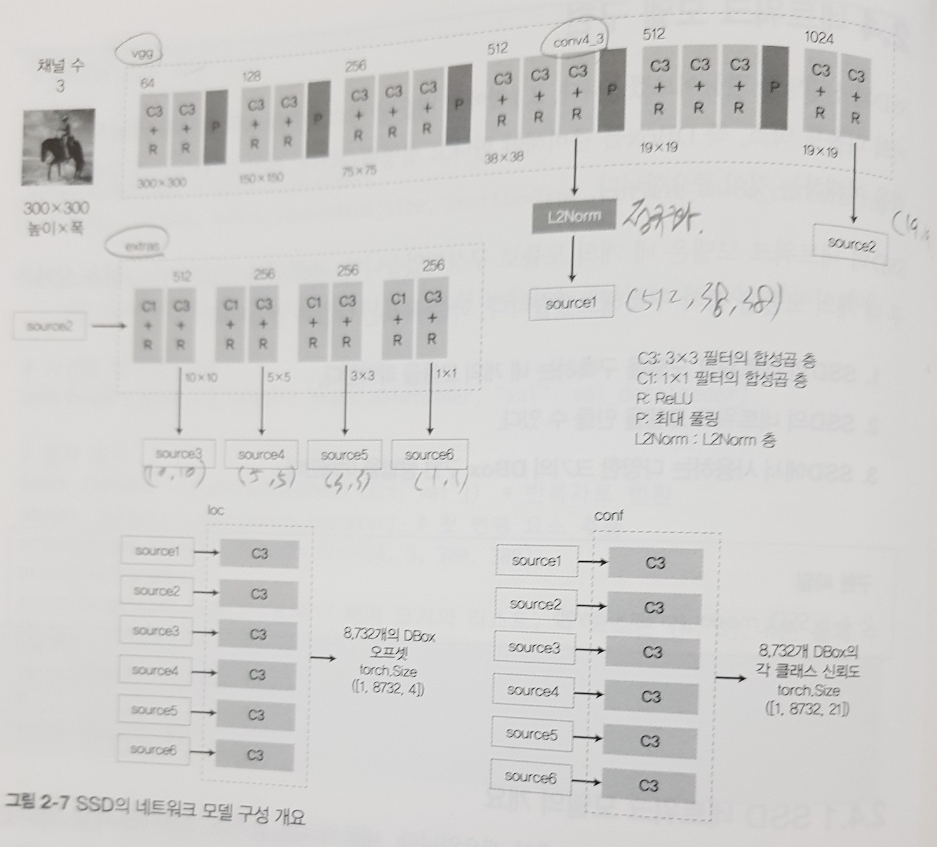 채널 수
3
300×300
높이×폭
vgg
64
C3 + R
C3 + R
P
300×300
128
C3 + R
C3 + R
P
150×150
256
C3 + R
C3 + R
C3 + R
P
75×75
512
conv4_3
C3 + R
C3 + R
C3 + R
P
38×38
512
C3 + R
C3 + R
C3 + R
P
19×19
1024
C3 + R
C3 + R
19×19
L2Norm
source1
(512, 38, 38)
source2
extras
source2
512
C1 + R
C3 + R
10×10
256
C1 + R
C3 + R
5×5
256
C1 + R
C3 + R
3×3
256
C1 + R
C3 + R
1×1
source3
(10, 10)
source4
(5, 5)
source5
(3, 3)
source6
(1, 1)
C3: 3×3 필터의 합성곱 층
C1: 1×1 필터의 합성곱 층
R: ReLU
P: 최대 풀링
L2Norm : L2Norm 층
loc
source1
C3
source2
C3
source3
C3
source4
C3
source5
C3
source6
C3
8,732개의 DBox
오프셋
torch.Size
([1, 8732, 4])
conf
source1
C3
source2
C3
source3
C3
source4
C3
source5
C3
source6
C3
8,732개 DBox의
각 클래스 신뢰도
torch.Size
([1, 8732, 21])
그림 2-7 SSD의 네트워크 모델 구성 개요